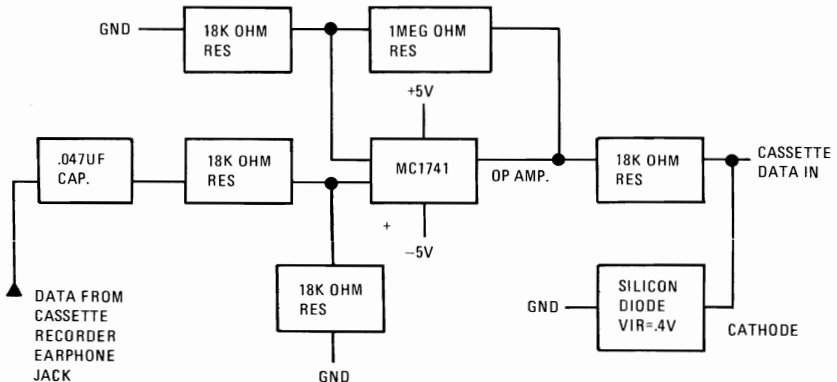 GND
18K OHM
RES
1MEG OHM
RES
+5V
.047UF
CAP.
18K OHM
RES
MC1741
OP AMP.
18K OHM
RES
CASSETTE
DATA IN
+
−5V
18K OHM
RES
GND
SILICON
DIODE
VIR=.4V
GND
CATHODE
DATA FROM
CASSETTE
RECORDER
EARPHONE
JACK